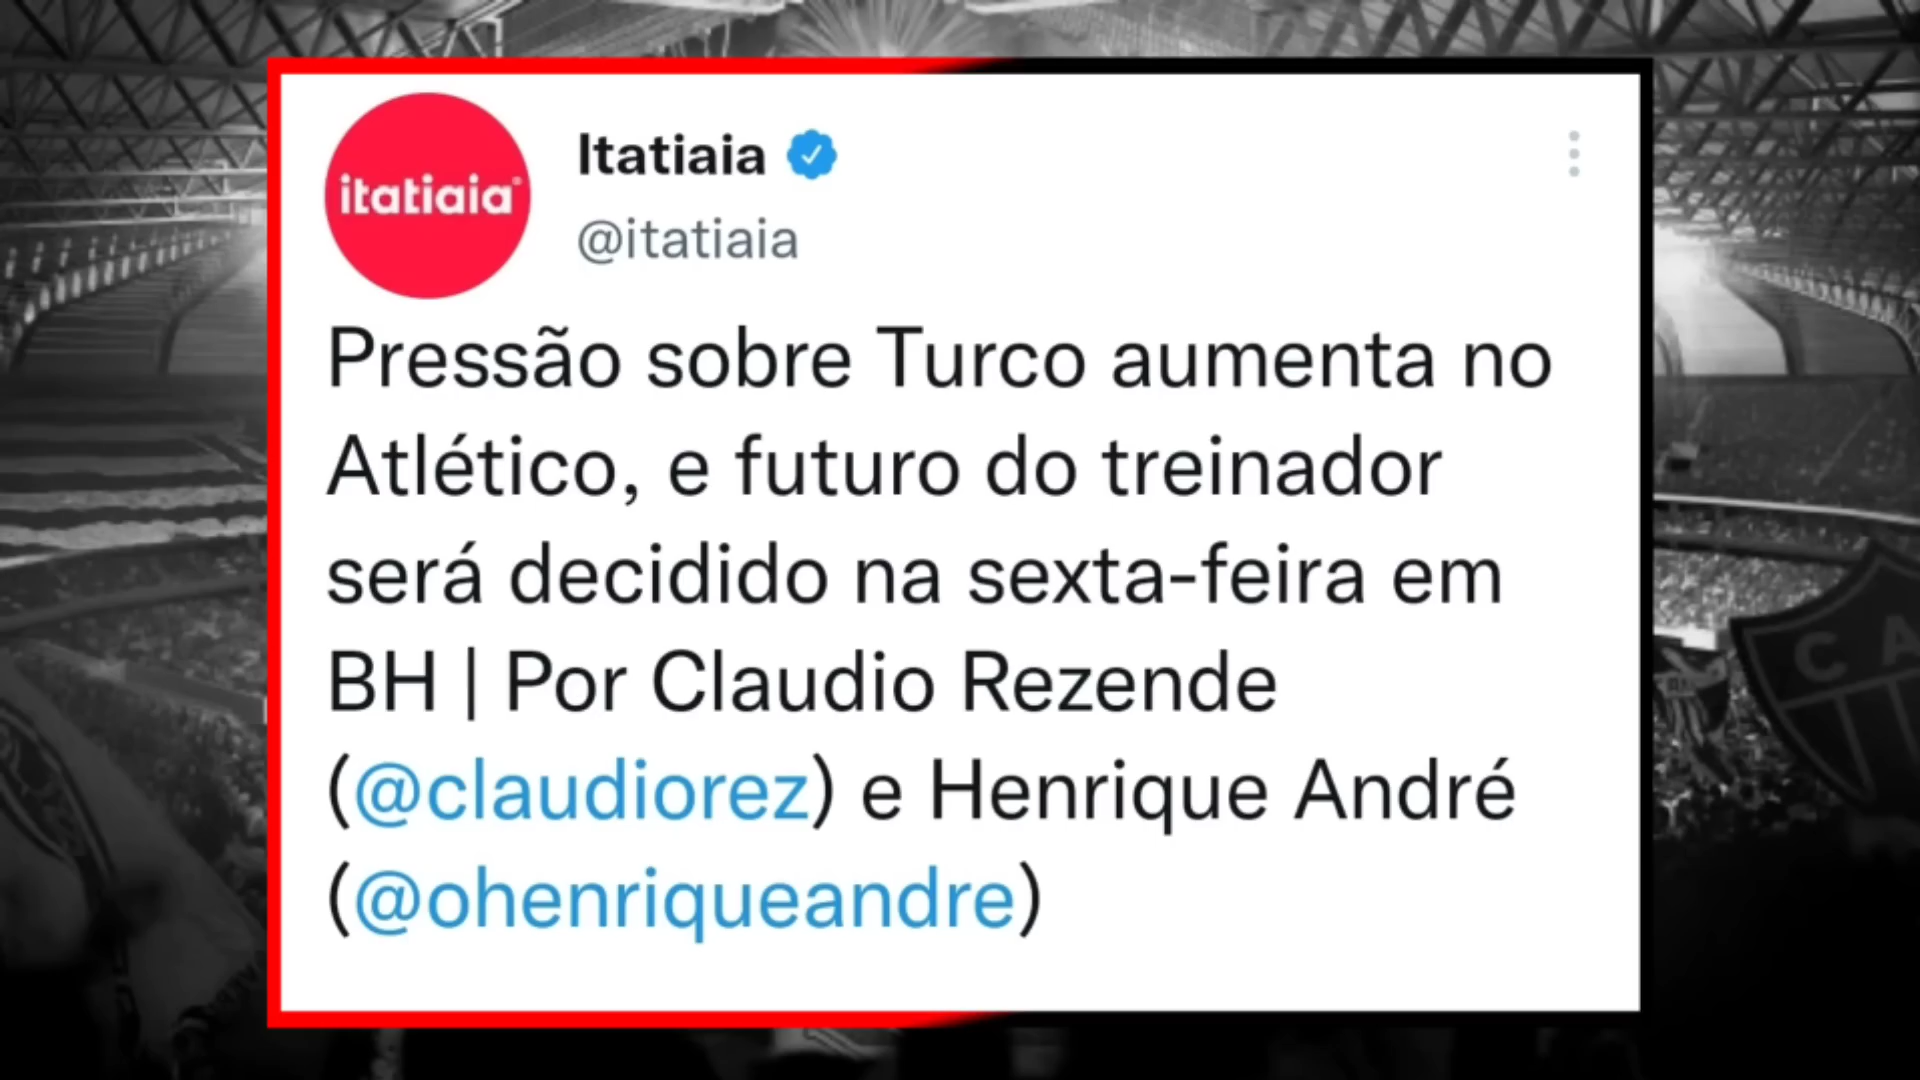 itatiaia
Itatiaia
@itatiaia
Pressão sobre Turco aumenta no
Atlético, e futuro do treinador
será decidido na sexta-feira em
BH | Por Claudio Rezende
(@claudiorez) e Henrique André
(@ohenriqueandre)
C A